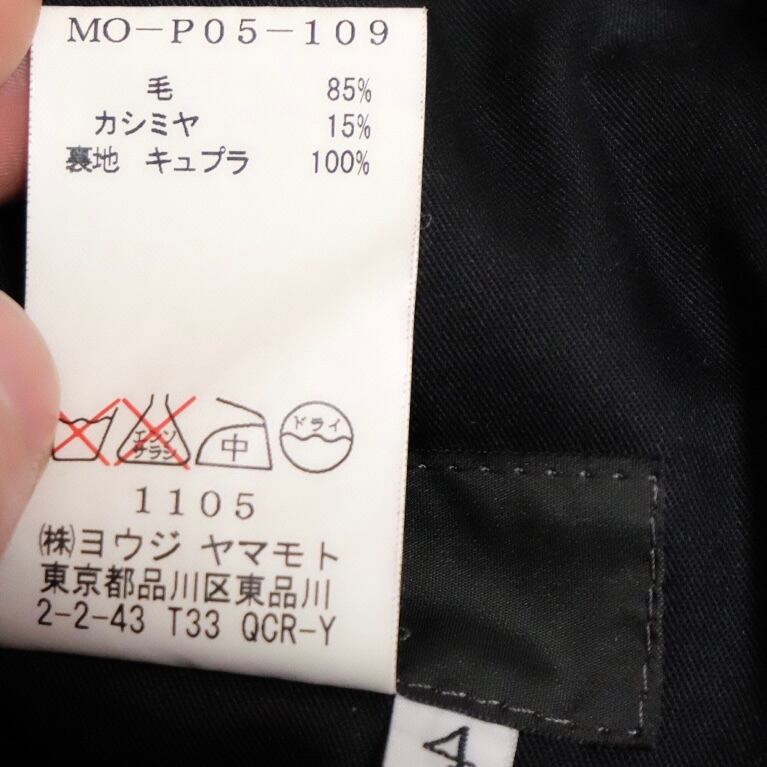 MO-P05-109
毛 85%
カシミヤ 15%
裏地 キュプラ 100%
エンソ サラシ 中 ドライ
1105
㈱ヨウジ ヤマモト
東京都品川区東品川
2-2-43 T33 QCR-Y
4